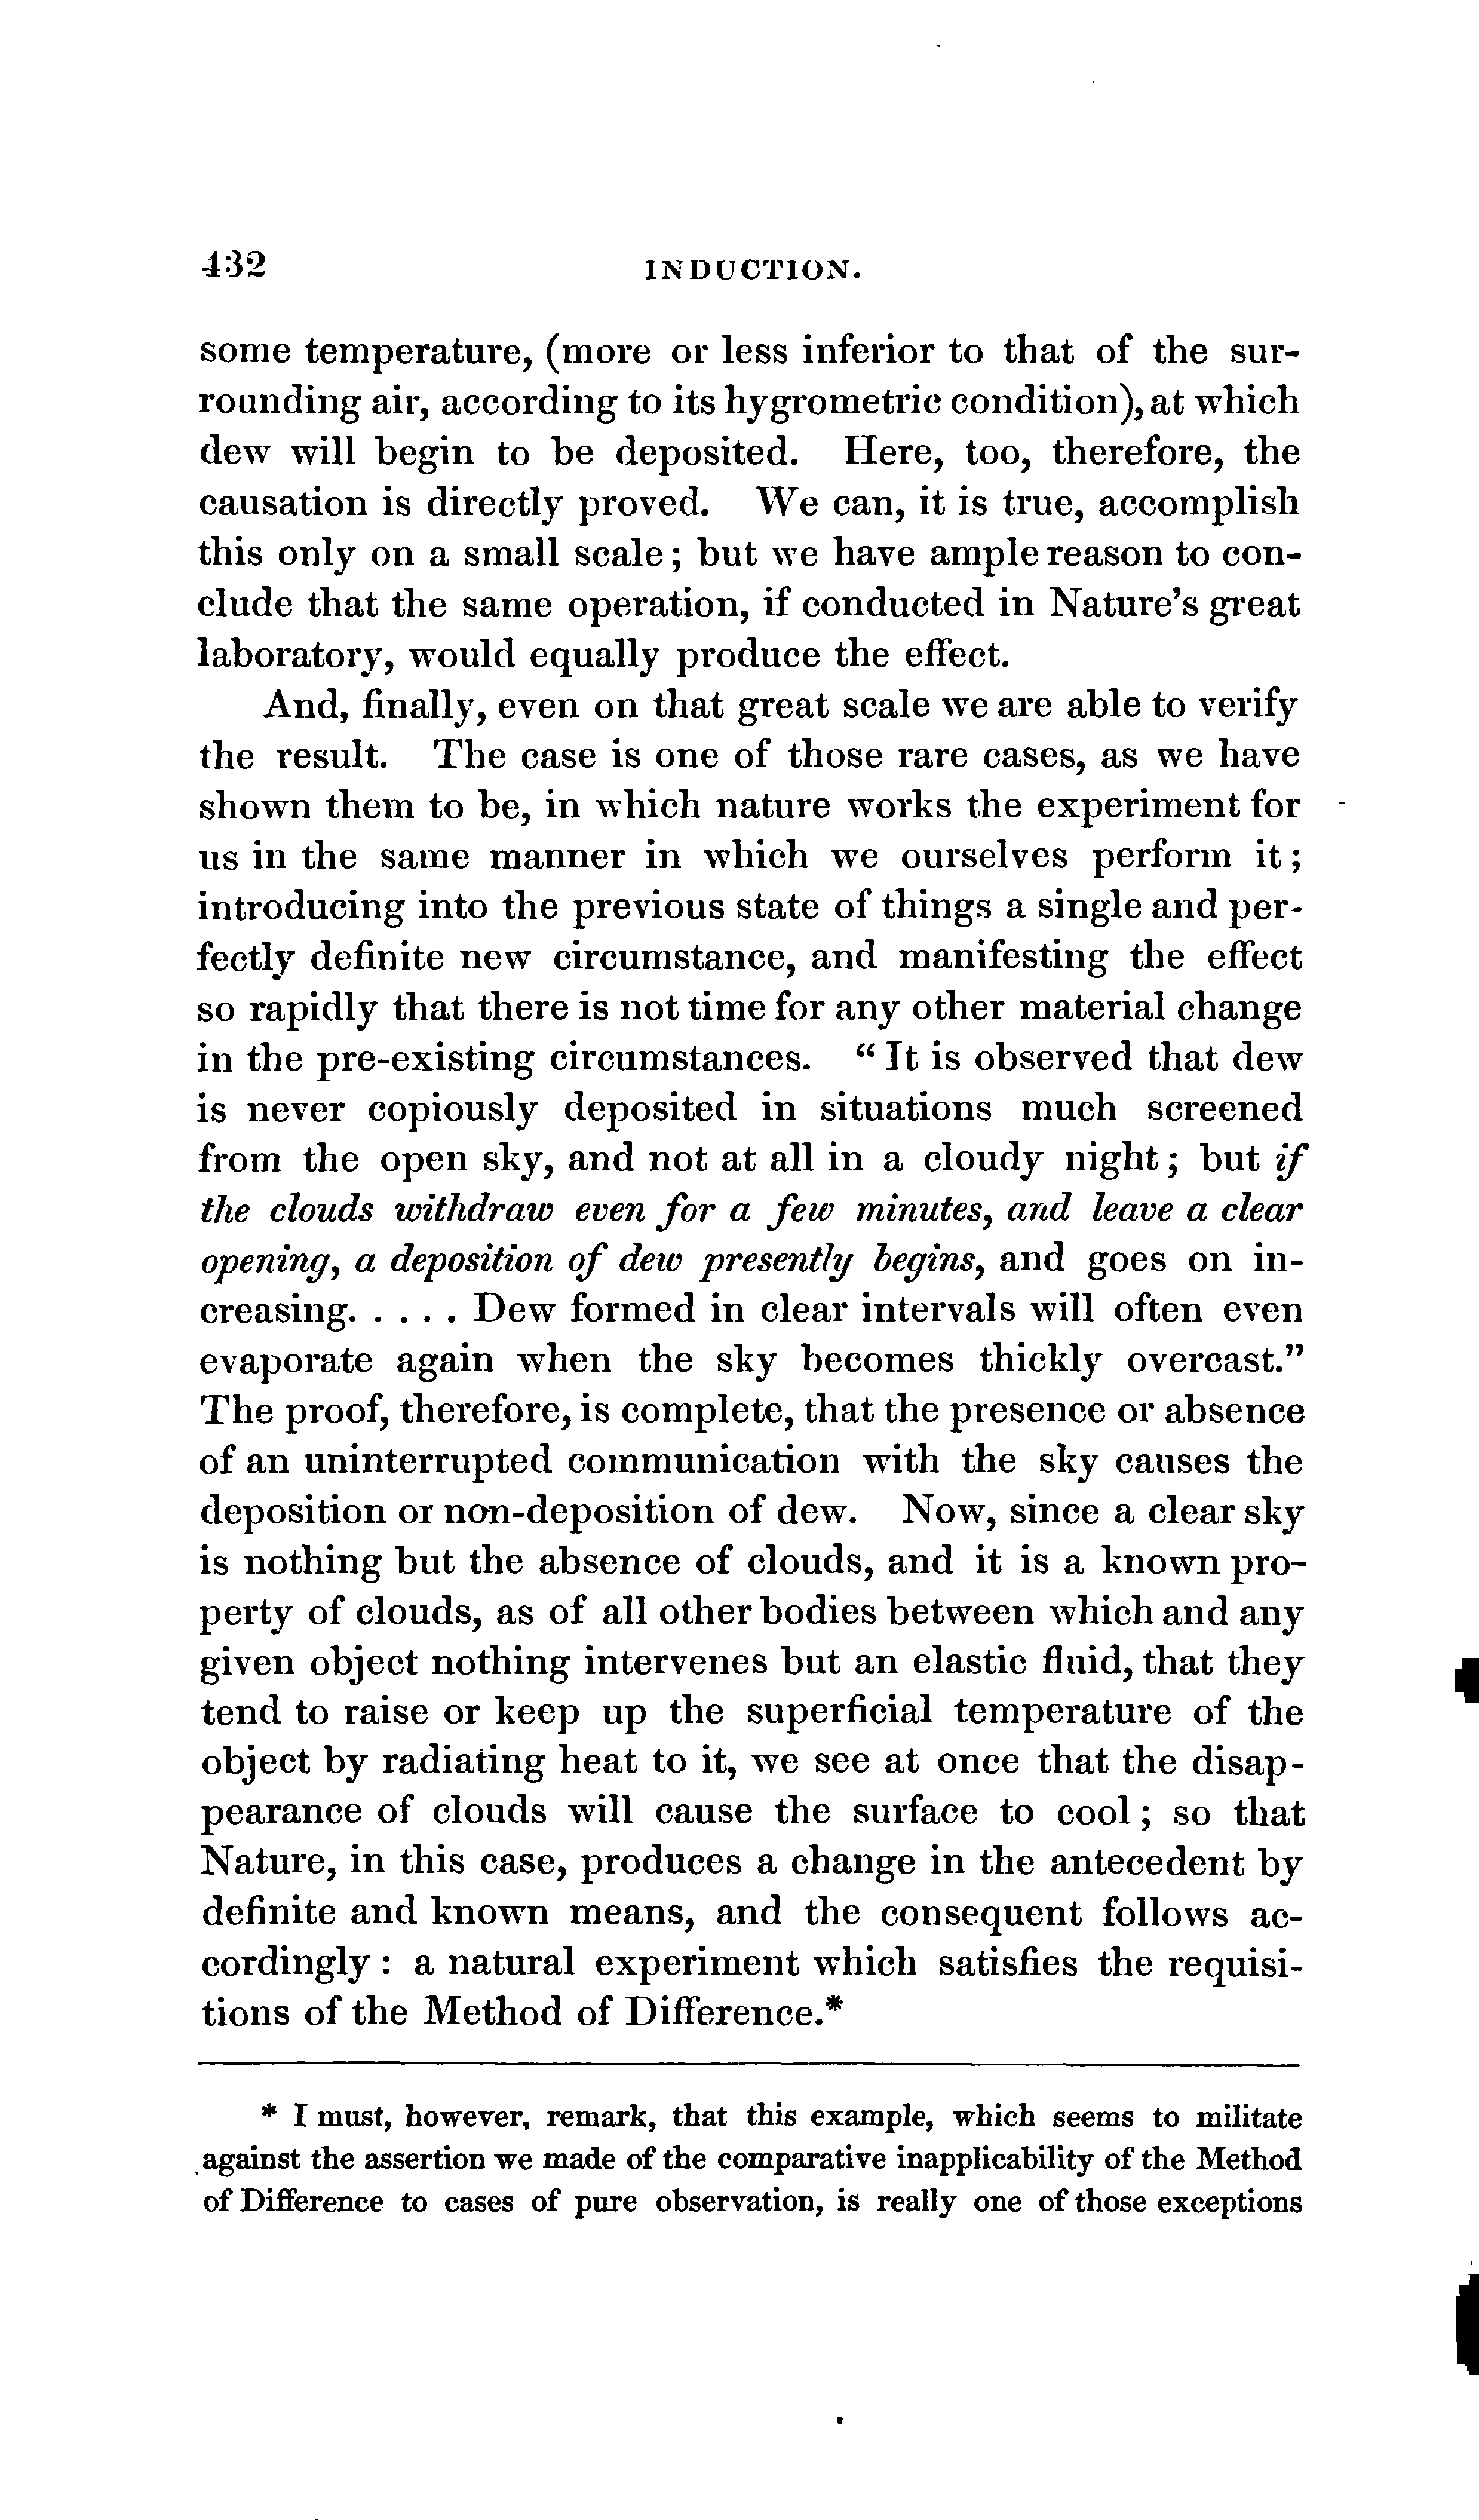 432
INDUCTION.
some temperature, (more or less inferior to that of the sur-
rounding air, according to its hygrometric condition), at which
dew will begin to be deposited. Here, too, therefore, the
causation is directly proved. We can, it is true, accomplish
this only on a small scale; but we have ample reason to con-
clude that the same operation, if conducted in Nature's great
laboratory, would equally produce the effect.
And, finally, even on that great scale we are able to verify
the result. The case is one of those rare cases, as we have
shown them to be, in which nature works the experiment for
us in the same manner in which we ourselves perform it;
introducing into the previous state of things a single and per-
fectly definite new circumstance, and manifesting the effect
so rapidly that there is not time for any other material change
in the pre-existing circumstances. “It is observed that dew
is never copiously deposited in situations much screened
from the open sky, and not at all in a cloudy night; but if
the clouds withdraw even for a few minutes, and leave a clear
opening, a deposition of dew presently begins, and goes on in-
creasing. . . . . Dew formed in clear intervals will often even
evaporate again when the sky becomes thickly overcast.”
The proof, therefore, is complete, that the presence or absence
of an uninterrupted communication with the sky causes the
deposition or non-deposition of dew. Now, since a clear sky
is nothing but the absence of clouds, and it is a known pro-
perty of clouds, as of all other bodies between which and any
given object nothing intervenes but an elastic fluid, that they
tend to raise or keep up the superficial temperature of the
object by radiating heat to it, we see at once that the disap-
pearance of clouds will cause the surface to cool; so that
Nature, in this case, produces a change in the antecedent by
definite and known means, and the consequent follows ac-
cordingly: a natural experiment which satisfies the requisi-
tions of the Method of Difference.*
* I must, however, remark, that this example, which seems to militate
against the assertion we made of the comparative inapplicability of the Method
of Difference to cases of pure observation, is really one of those exceptions